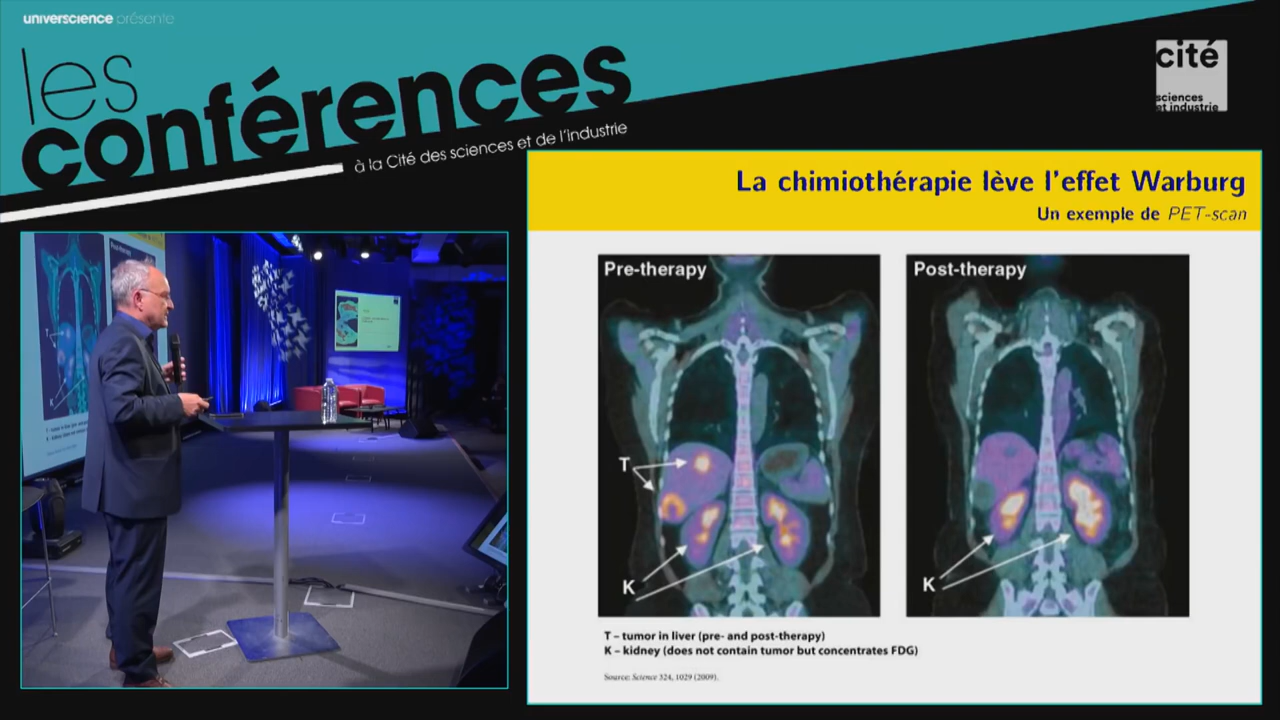 universcience présente
les
conférences
à la Cité des sciences et de l'industrie
cité
sciences
et industrie
La chimiothérapie lève l'effet Warburg
Un exemple de PET-scan
Pre-therapy
Post-therapy
T
K
K
T – tumor in liver (pre- and post-therapy)
K – kidney (does not contain tumor but concentrates FDG)
Source: Science 324, 1029 (2009).